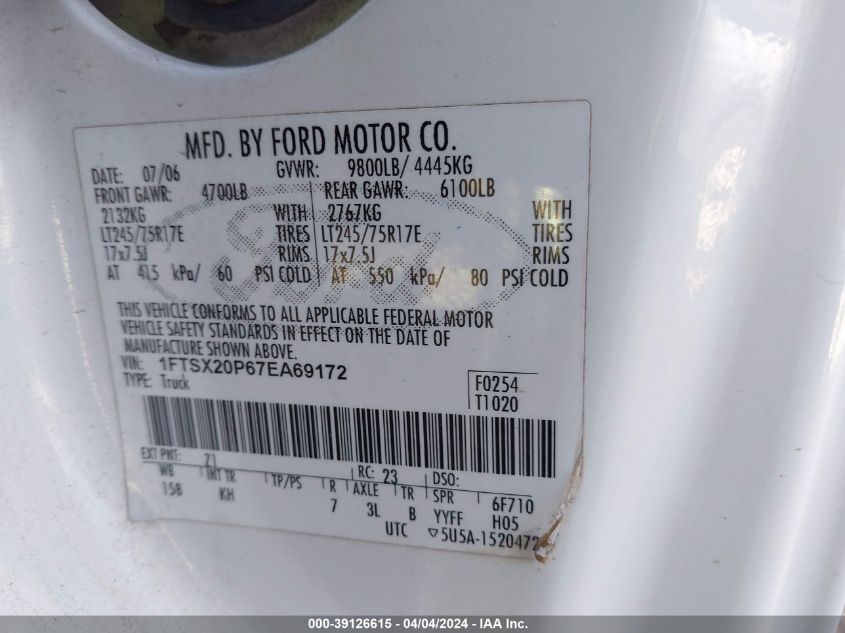 MFD. BY FORD MOTOR CO.
DATE: 07/06 GVWR: 9800LB/ 4445KG
FRONT GAWR: 4700LB REAR GAWR: 6100LB
2132KG WITH 2767KG WITH
LT245/75R17E TIRES LT245/75R17E TIRES
17x7.5J RIMS 17x7.5J RIMS
AT 415 kPa/ 60 PSI COLD AT 550 kPa/ 80 PSI COLD
Ford
THIS VEHICLE CONFORMS TO ALL APPLICABLE FEDERAL MOTOR
VEHICLE SAFETY STANDARDS IN EFFECT ON THE DATE OF
MANUFACTURE SHOWN ABOVE.
VIN: 1FTSX20P67EA69172
TYPE: Truck
F0254
T1020
EXT PNT: Z1 RC: 23 DSO:
WB INT TR TP/PS R AXLE TR SPR 6F710
158 KH 7 3L B YYFF H05
UTC ▽5U5A-1520472
000-39126615 - 04/04/2024 - IAA Inc.